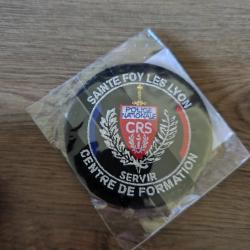 SAINTE FOY LES LYON
POLICE
NATIONALE
CRS
SERVIR
CENTRE DE FORMATION